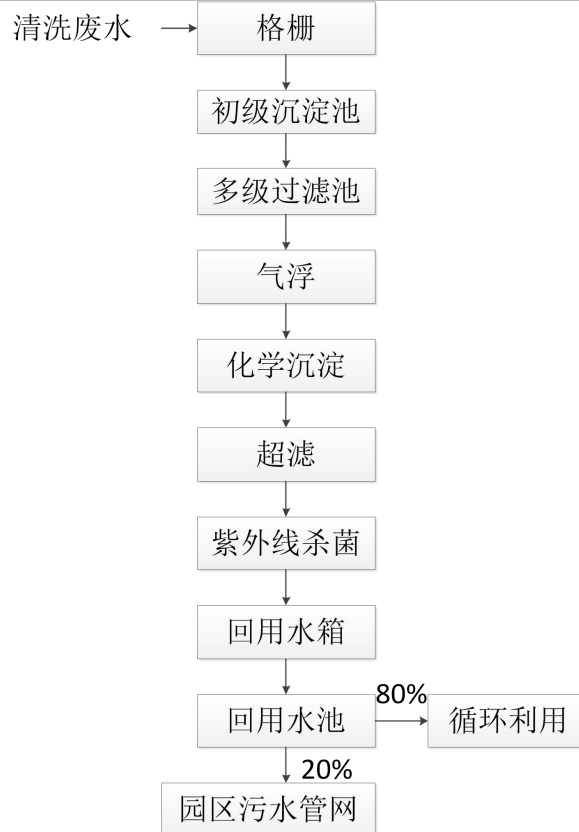 清洗废水
格栅
初级沉淀池
多级过滤池
气浮
化学沉淀
超滤
紫外线杀菌
回用水箱
回用水池
80%
循环利用
20%
园区污水管网